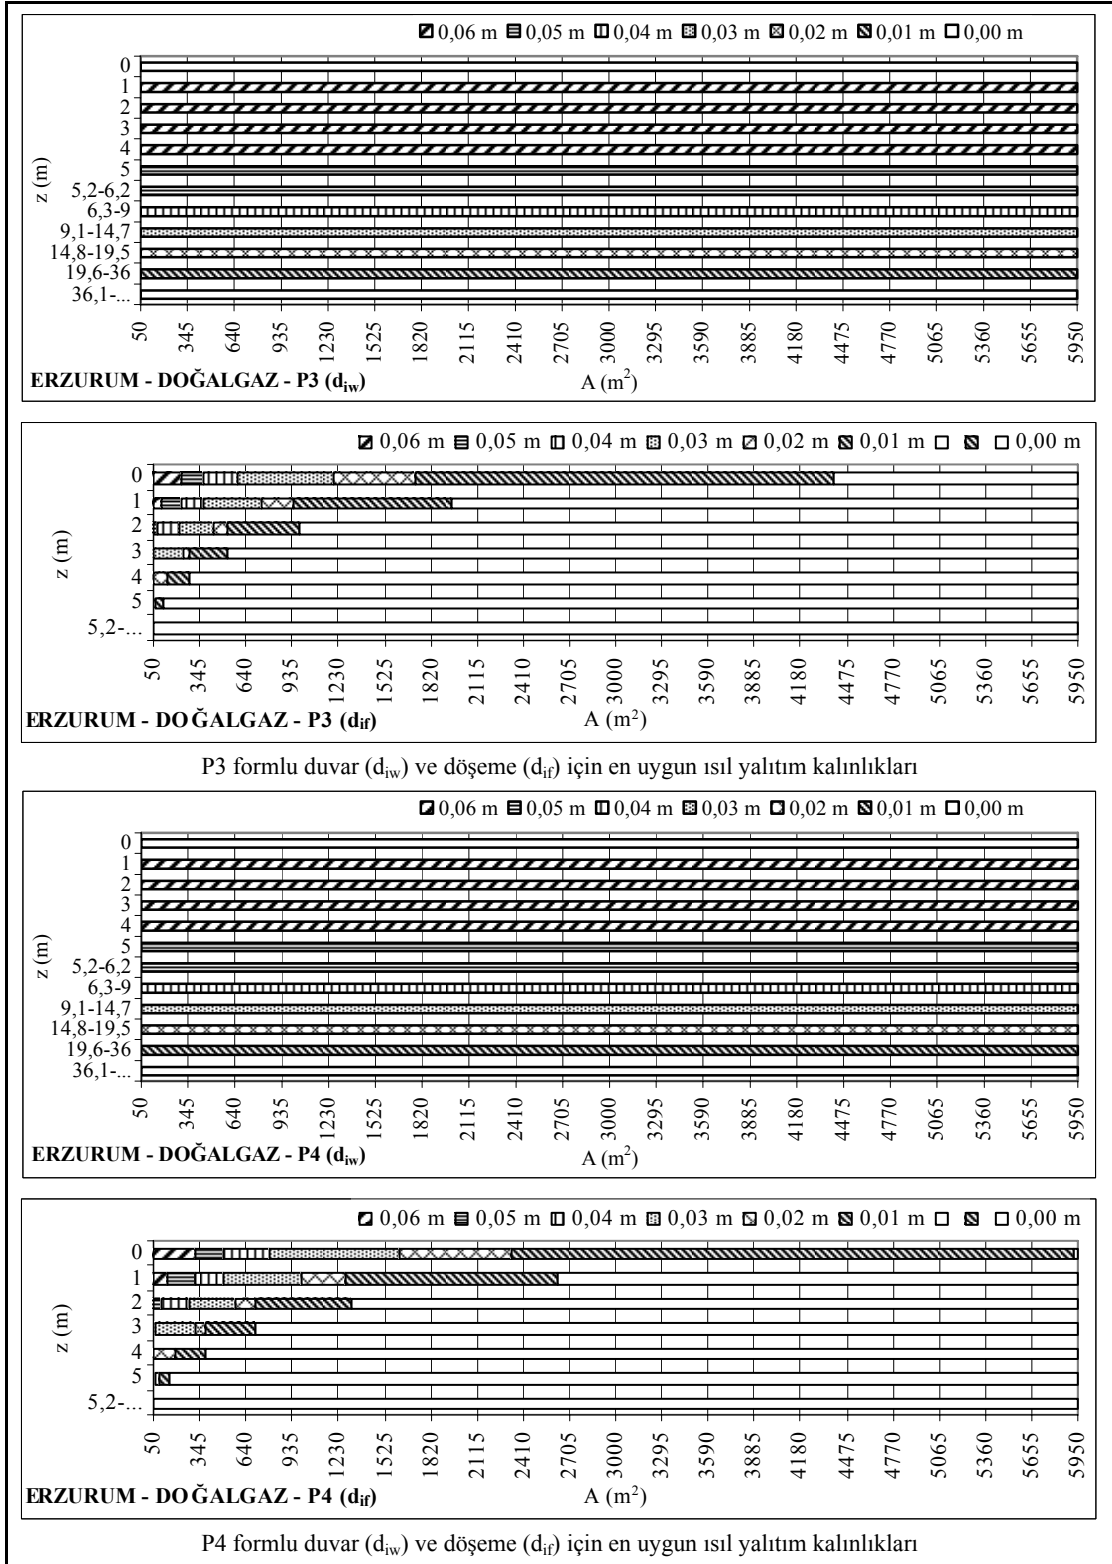 0,06 m 0,05 m 0,04 m 0,03 m 0,02 m 0,01 m 0,00 m
z (m)
0
1
2
3
4
5
5,2-6,2
6,3-9
9,1-14,7
14,8-19,5
19,6-36
36,1-...
50 345 640 935 1230 1525 1820 2115 2410 2705 3000 3295 3590 3885 4180 4475 4770 5065 5360 5655 5950
ERZURUM - DOĞALGAZ - P3 (diw)
A (m²)
0,06 m 0,05 m 0,04 m 0,03 m 0,02 m 0,01 m 0,00 m
z (m)
0
1
2
3
4
5
5,2-...
50 345 640 935 1230 1525 1820 2115 2410 2705 3000 3295 3590 3885 4180 4475 4770 5065 5360 5655 5950
ERZURUM - DOĞALGAZ - P3 (dif)
A (m²)
P3 formlu duvar (diw) ve döşeme (dif) için en uygun ısıl yalıtım kalınlıkları
0,06 m 0,05 m 0,04 m 0,03 m 0,02 m 0,01 m 0,00 m
z (m)
0
1
2
3
4
5
5,2-6,2
6,3-9
9,1-14,7
14,8-19,5
19,6-36
36,1-...
50 345 640 935 1230 1525 1820 2115 2410 2705 3000 3295 3590 3885 4180 4475 4770 5065 5360 5655 5950
ERZURUM - DOĞALGAZ - P4 (diw)
A (m²)
0,06 m 0,05 m 0,04 m 0,03 m 0,02 m 0,01 m 0,00 m
z (m)
0
1
2
3
4
5
5,2-...
50 345 640 935 1230 1525 1820 2115 2410 2705 3000 3295 3590 3885 4180 4475 4770 5065 5360 5655 5950
ERZURUM - DOĞALGAZ - P4 (dif)
A (m²)
P4 formlu duvar (diw) ve döşeme (dif) için en uygun ısıl yalıtım kalınlıkları